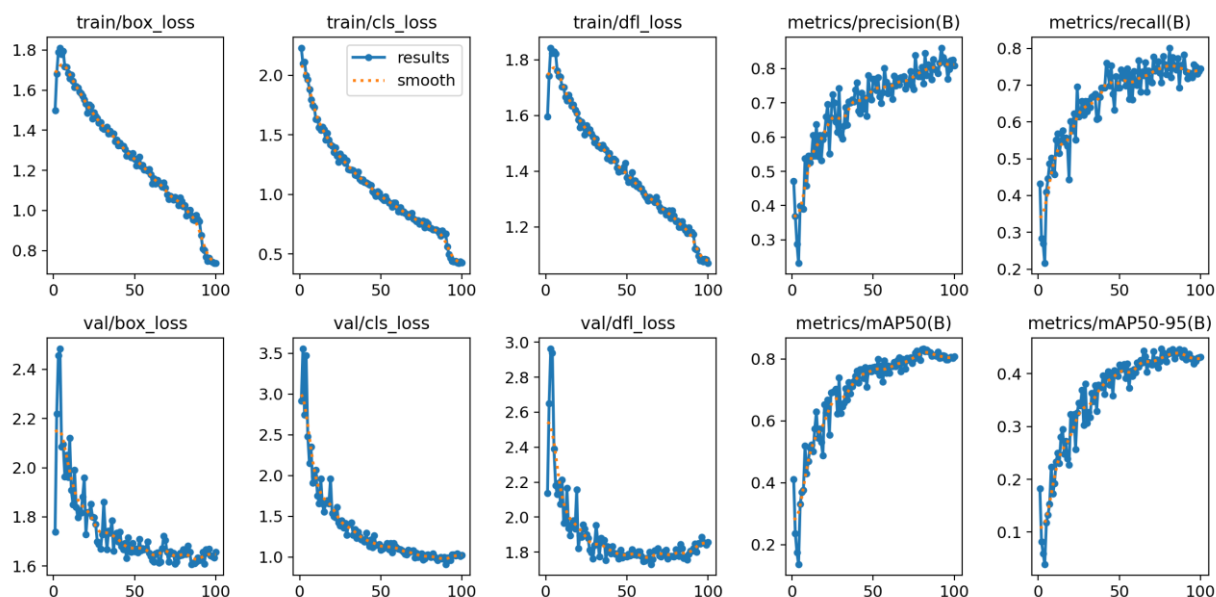 train/box_loss
train/cls_loss
train/dfl_loss
metrics/precision(B)
metrics/recall(B)
results
smooth
1.8
1.6
1.4
1.2
1.0
0.8
0 50 100
2.0
1.5
1.0
0.5
0 50 100
1.8
1.6
1.4
1.2
0 50 100
0.8
0.7
0.6
0.5
0.4
0.3
0 50 100
0.8
0.7
0.6
0.5
0.4
0.3
0.2
0 50 100
val/box_loss
val/cls_loss
val/dfl_loss
metrics/mAP50(B)
metrics/mAP50-95(B)
2.4
2.2
2.0
1.8
1.6
0 50 100
3.5
3.0
2.5
2.0
1.5
1.0
0 50 100
3.0
2.8
2.6
2.4
2.2
2.0
1.8
0 50 100
0.8
0.6
0.4
0.2
0 50 100
0.4
0.3
0.2
0.1
0 50 100